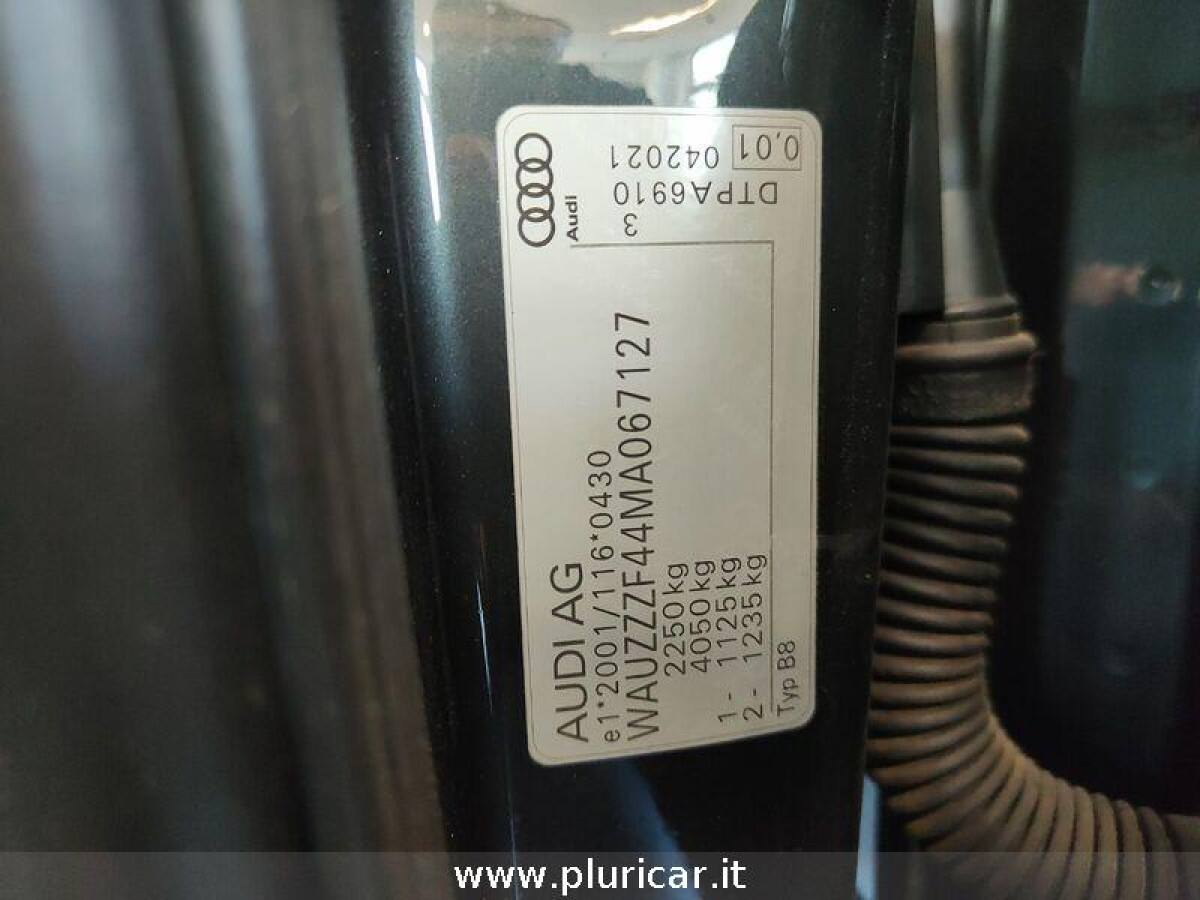 AUDI AG
e1*2001/116*0430
WAUZZZF44MA067127
2250kg
4050kg
1- 1125kg
2- 1235kg
Typ B8
Audi
3
DTPA6910
042021
0,01
www.pluricar.it